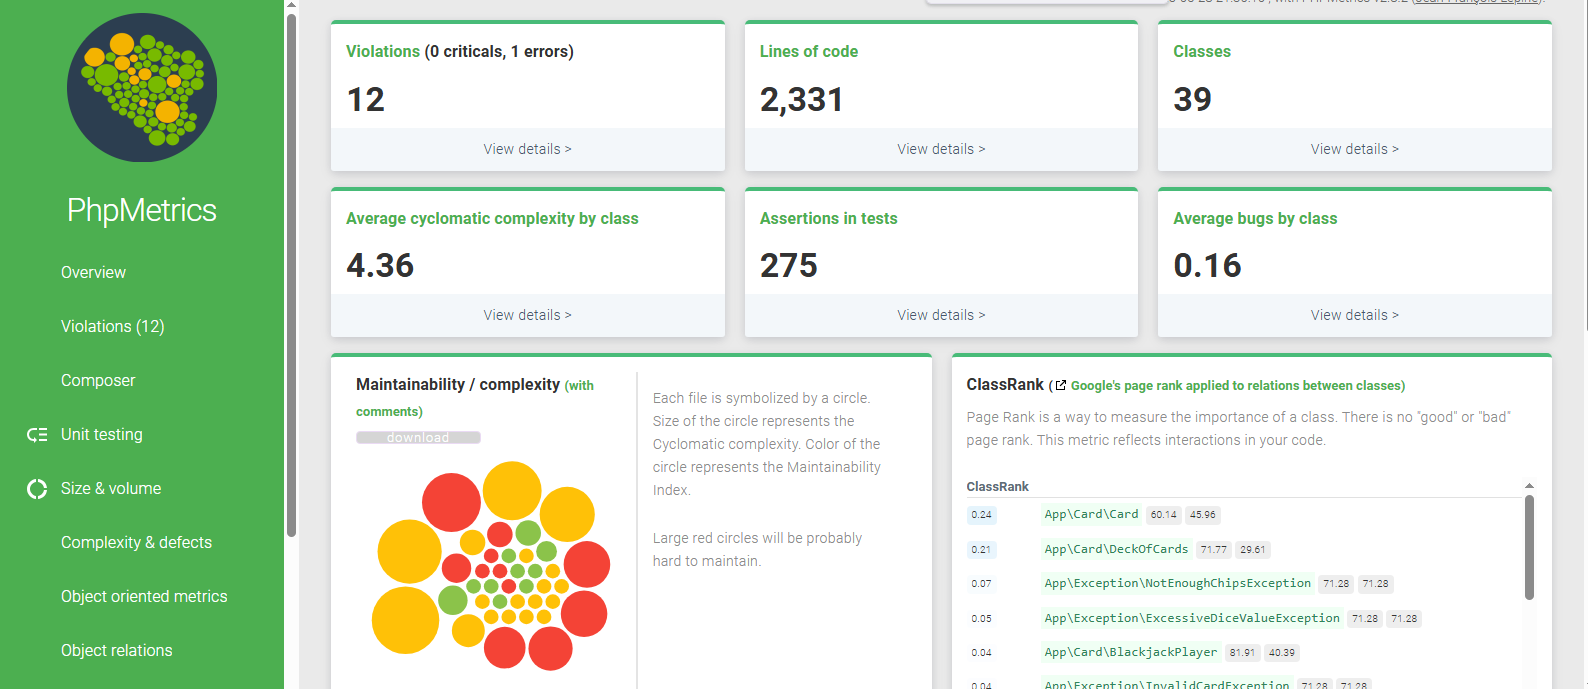 PhpMetrics
Overview
Violations (12)
Composer
Unit testing
Size & volume
Complexity & defects
Object oriented metrics
Object relations
Violations (0 criticals, 1 errors)
12
View details >
Lines of code
2,331
View details >
Classes
39
View details >
Average cyclomatic complexity by class
4.36
View details >
Assertions in tests
275
View details >
Average bugs by class
0.16
View details >
Maintainability / complexity (with
comments)
download
Each file is symbolized by a circle.
Size of the circle represents the
Cyclomatic complexity. Color of the
circle represents the Maintainability
Index.
Large red circles will be probably
hard to maintain.
ClassRank ( Google's page rank applied to relations between classes)
Page Rank is a way to measure the importance of a class. There is no "good" or "bad"
page rank. This metric reflects interactions in your code.
ClassRank
0.24 App\Card\Card 60.14 45.96
0.21 App\Card\DeckOfCards 71.77 29.61
0.07 App\Exception\NotEnoughChipsException 71.28 71.28
0.05 App\Exception\ExcessiveDiceValueException 71.28 71.28
0.04 App\Card\BlackjackPlayer 81.91 40.39
0.04 App\Exception\InvalidCardException 71.28 71.28